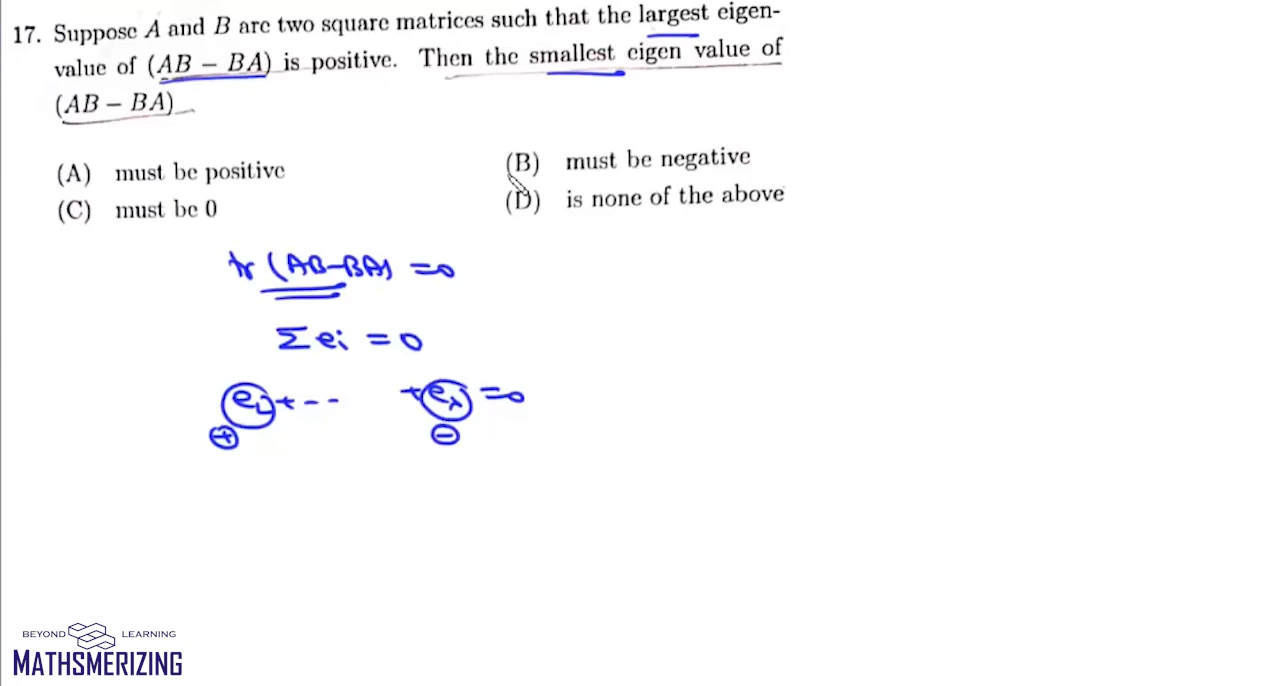 17. Suppose A and B are two square matrices such that the largest eigen-
value of (AB − BA) is positive. Then the smallest eigen value of
(AB − BA)
(A) must be positive
(B) must be negative
(C) must be 0
(D) is none of the above
tr (AB-BA) = 0
Σ ei = 0
+ -- + = 0
+ −
BEYOND LEARNING
MATHSMERIZING